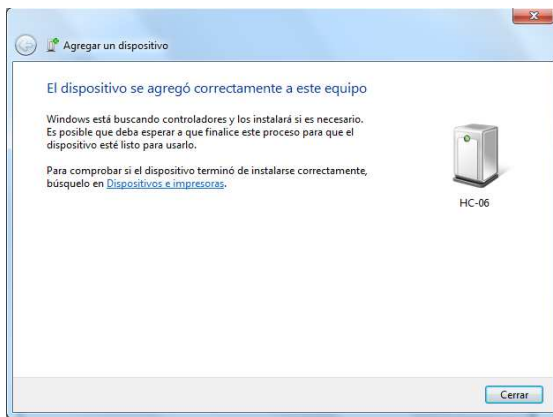 Agregar un dispositivo
El dispositivo se agregó correctamente a este equipo
Windows está buscando controladores y los instalará si es necesario.
Es posible que deba esperar a que finalice este proceso para que el
dispositivo esté listo para usarlo.
Para comprobar si el dispositivo terminó de instalarse correctamente,
búsquelo en Dispositivos e impresoras.
HC-06
Cerrar